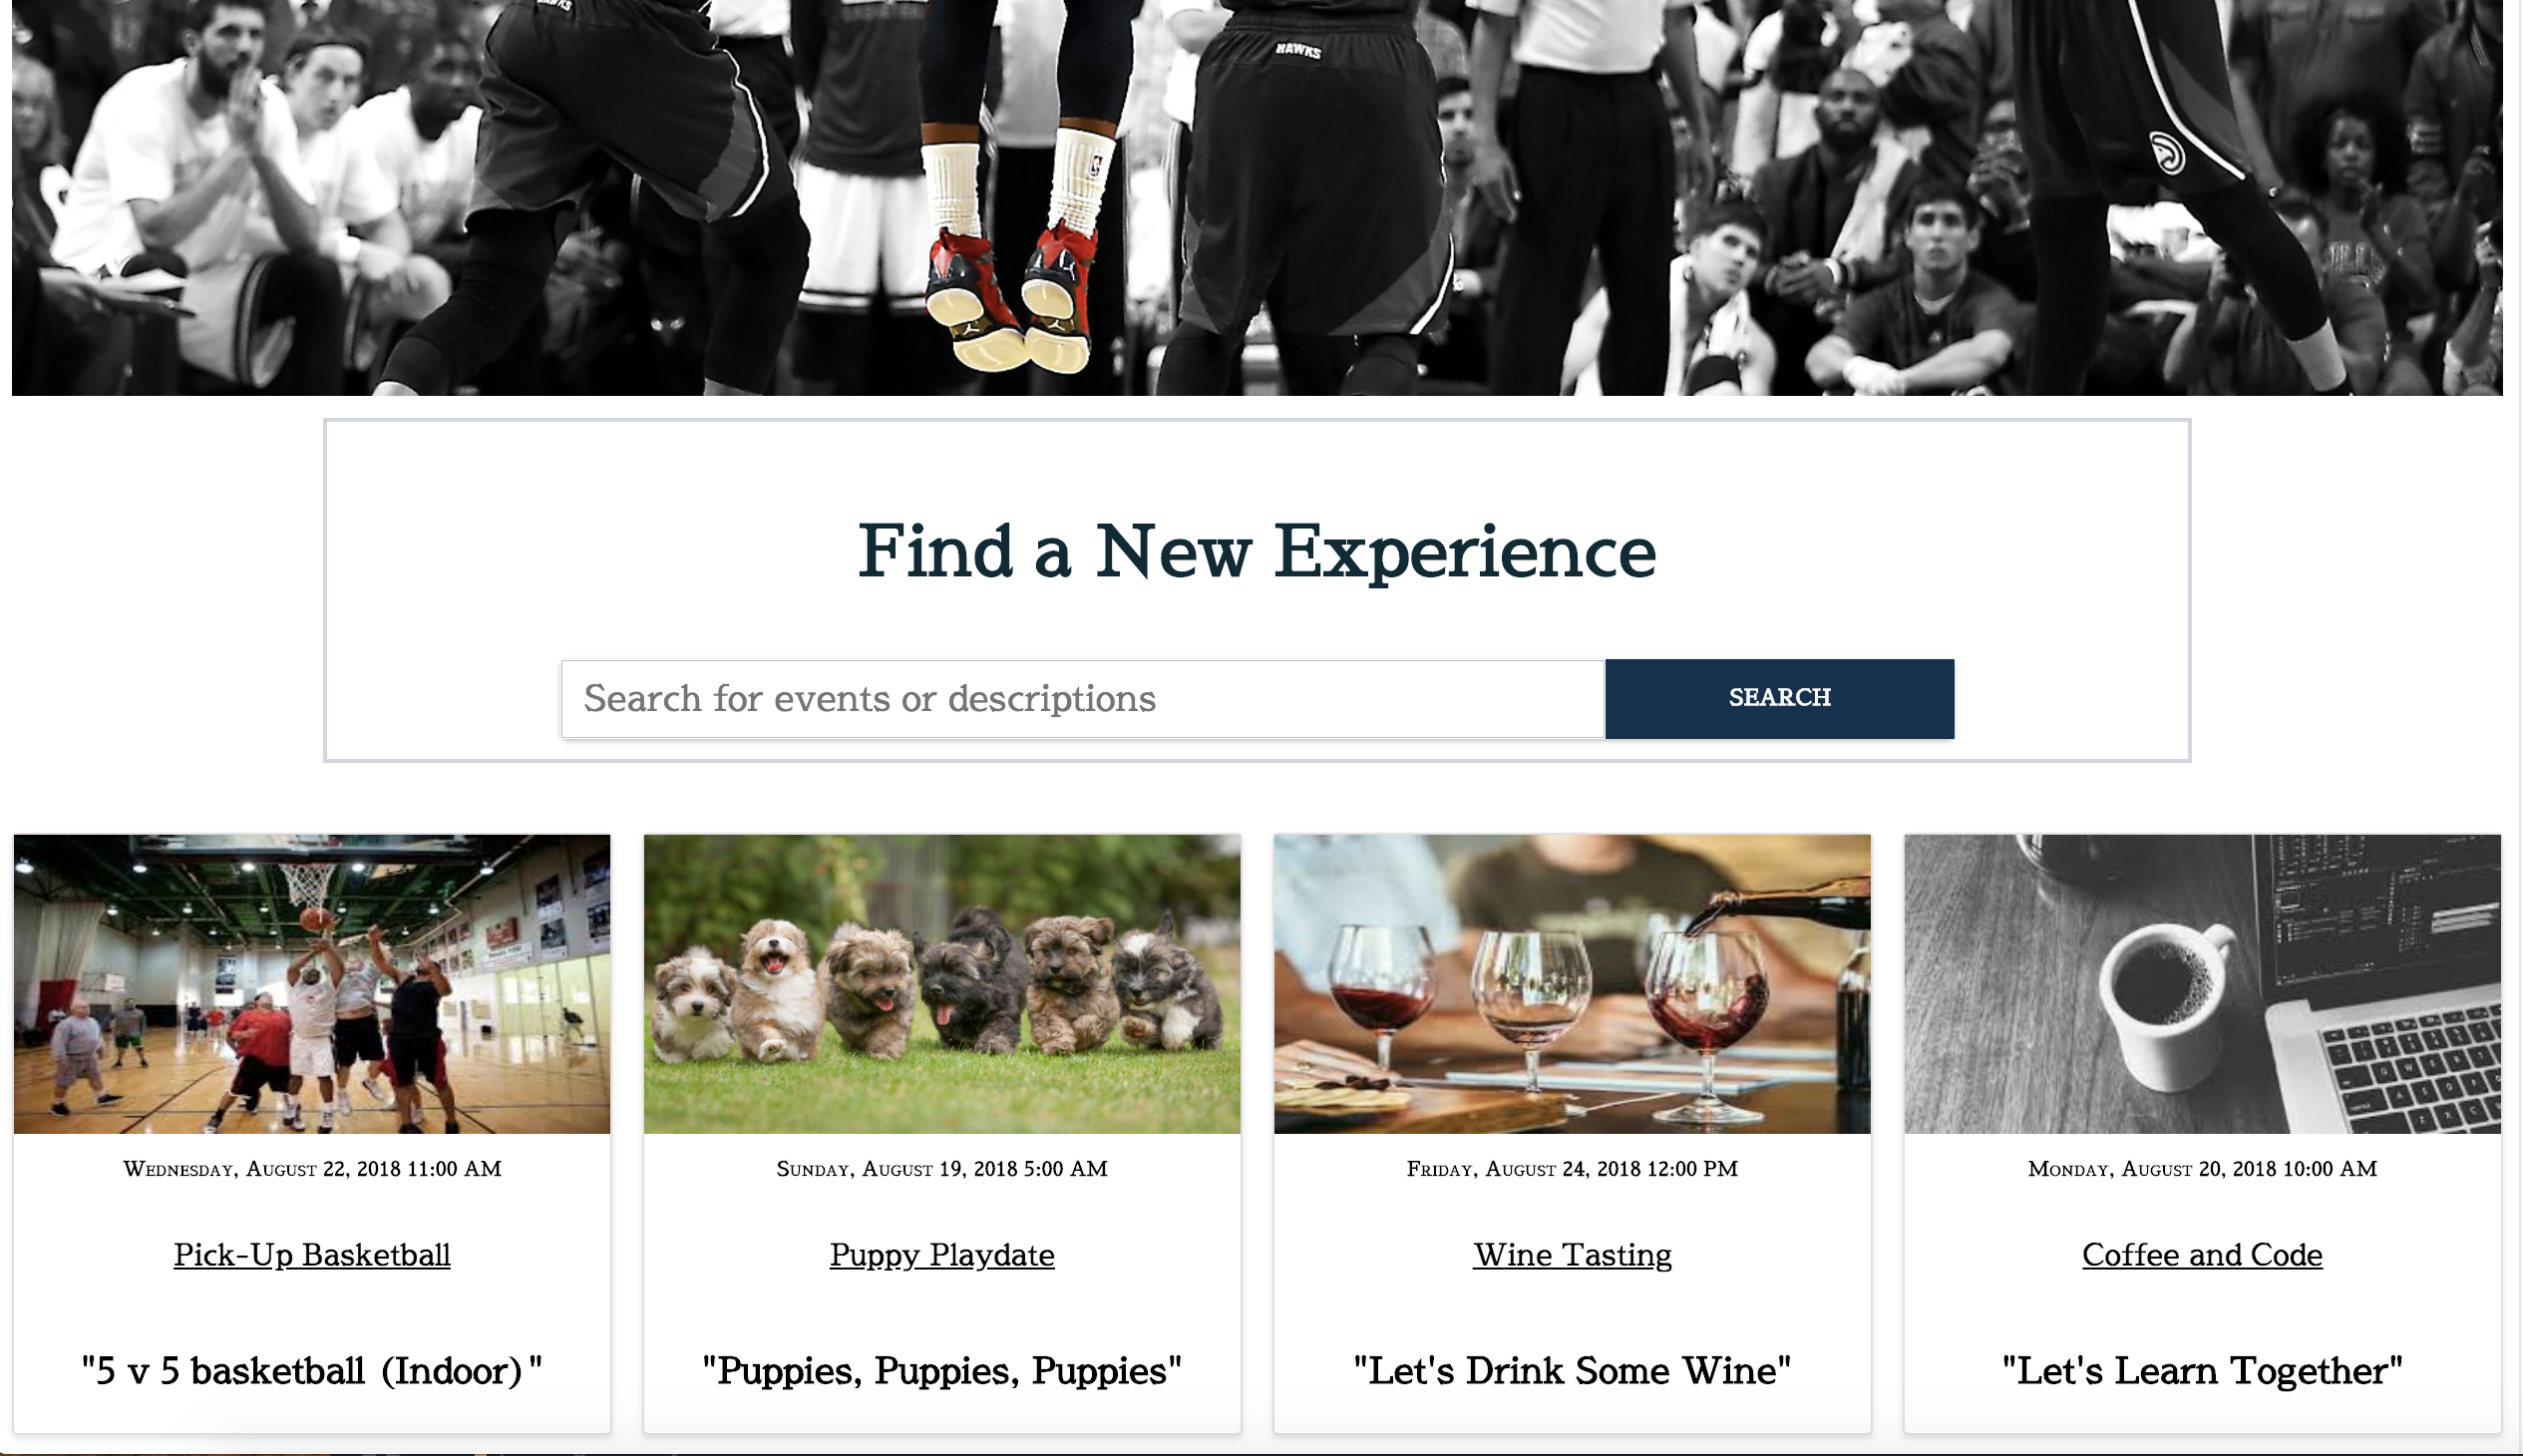 HAWKS
Find a New Experience
Search for events or descriptions
SEARCH
Wednesday, August 22, 2018 11:00 AM
Pick-Up Basketball
"5 v 5 basketball (Indoor)"
Sunday, August 19, 2018 5:00 AM
Puppy Playdate
"Puppies, Puppies, Puppies"
Friday, August 24, 2018 12:00 PM
Wine Tasting
"Let's Drink Some Wine"
Monday, August 20, 2018 10:00 AM
Coffee and Code
"Let's Learn Together"